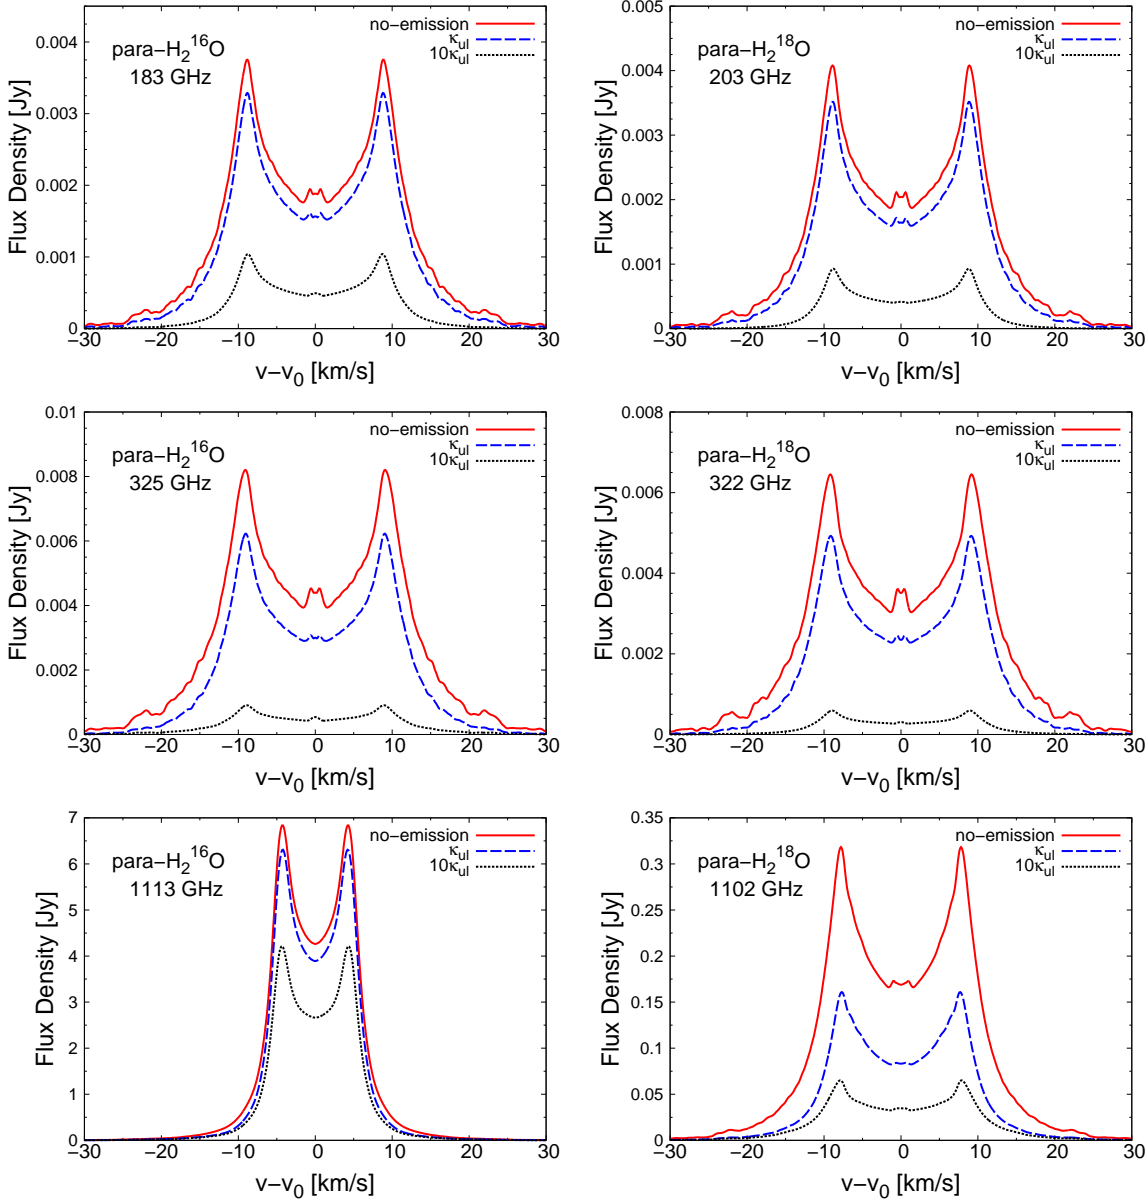 no−emission
κul
10κul
para−H2 16O
183 GHz
Flux Density [Jy]
0.004
0.003
0.002
0.001
0
−30 −20 −10 0 10 20 30
v−v0 [km/s]
no−emission
κul
10κul
para−H2 18O
203 GHz
Flux Density [Jy]
0.005
0.004
0.003
0.002
0.001
0
−30 −20 −10 0 10 20 30
v−v0 [km/s]
no−emission
κul
10κul
para−H2 16O
325 GHz
Flux Density [Jy]
0.01
0.008
0.006
0.004
0.002
0
−30 −20 −10 0 10 20 30
v−v0 [km/s]
no−emission
κul
10κul
para−H2 18O
322 GHz
Flux Density [Jy]
0.008
0.006
0.004
0.002
0
−30 −20 −10 0 10 20 30
v−v0 [km/s]
no−emission
κul
10κul
para−H2 16O
1113 GHz
Flux Density [Jy]
7
6
5
4
3
2
1
0
−30 −20 −10 0 10 20 30
v−v0 [km/s]
no−emission
κul
10κul
para−H2 18O
1102 GHz
Flux Density [Jy]
0.35
0.3
0.25
0.2
0.15
0.1
0.05
0
−30 −20 −10 0 10 20 30
v−v0 [km/s]